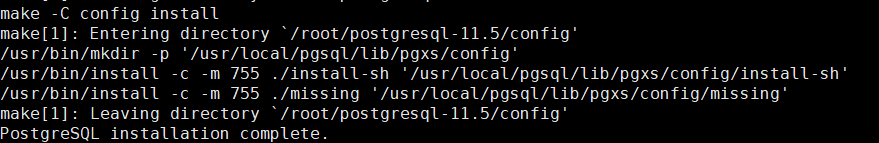 make -C config install
make[1]: Entering directory `/root/postgresql-11.5/config'
/usr/bin/mkdir -p '/usr/local/pgsql/lib/pgxs/config'
/usr/bin/install -c -m 755 ./install-sh '/usr/local/pgsql/lib/pgxs/config/install-sh'
/usr/bin/install -c -m 755 ./missing '/usr/local/pgsql/lib/pgxs/config/missing'
make[1]: Leaving directory `/root/postgresql-11.5/config'
PostgreSQL installation complete.